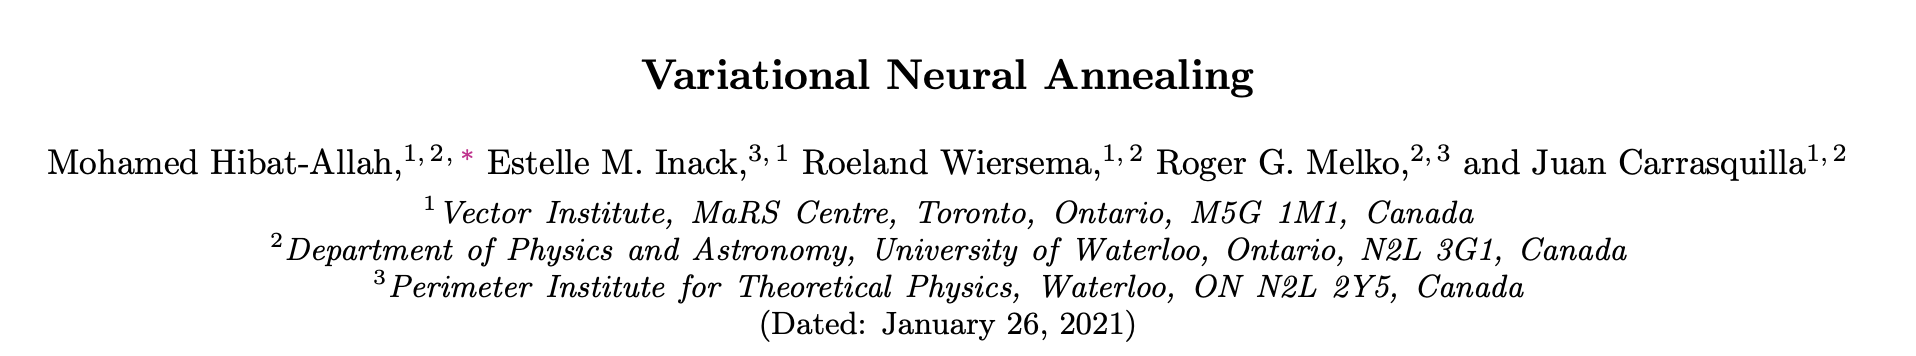 Variational Neural Annealing
Mohamed Hibat-Allah,1, 2, * Estelle M. Inack,3, 1 Roeland Wiersema,1, 2 Roger G. Melko,2, 3 and Juan Carrasquilla1, 2
1 Vector Institute, MaRS Centre, Toronto, Ontario, M5G 1M1, Canada
2 Department of Physics and Astronomy, University of Waterloo, Ontario, N2L 3G1, Canada
3 Perimeter Institute for Theoretical Physics, Waterloo, ON N2L 2Y5, Canada
(Dated: January 26, 2021)